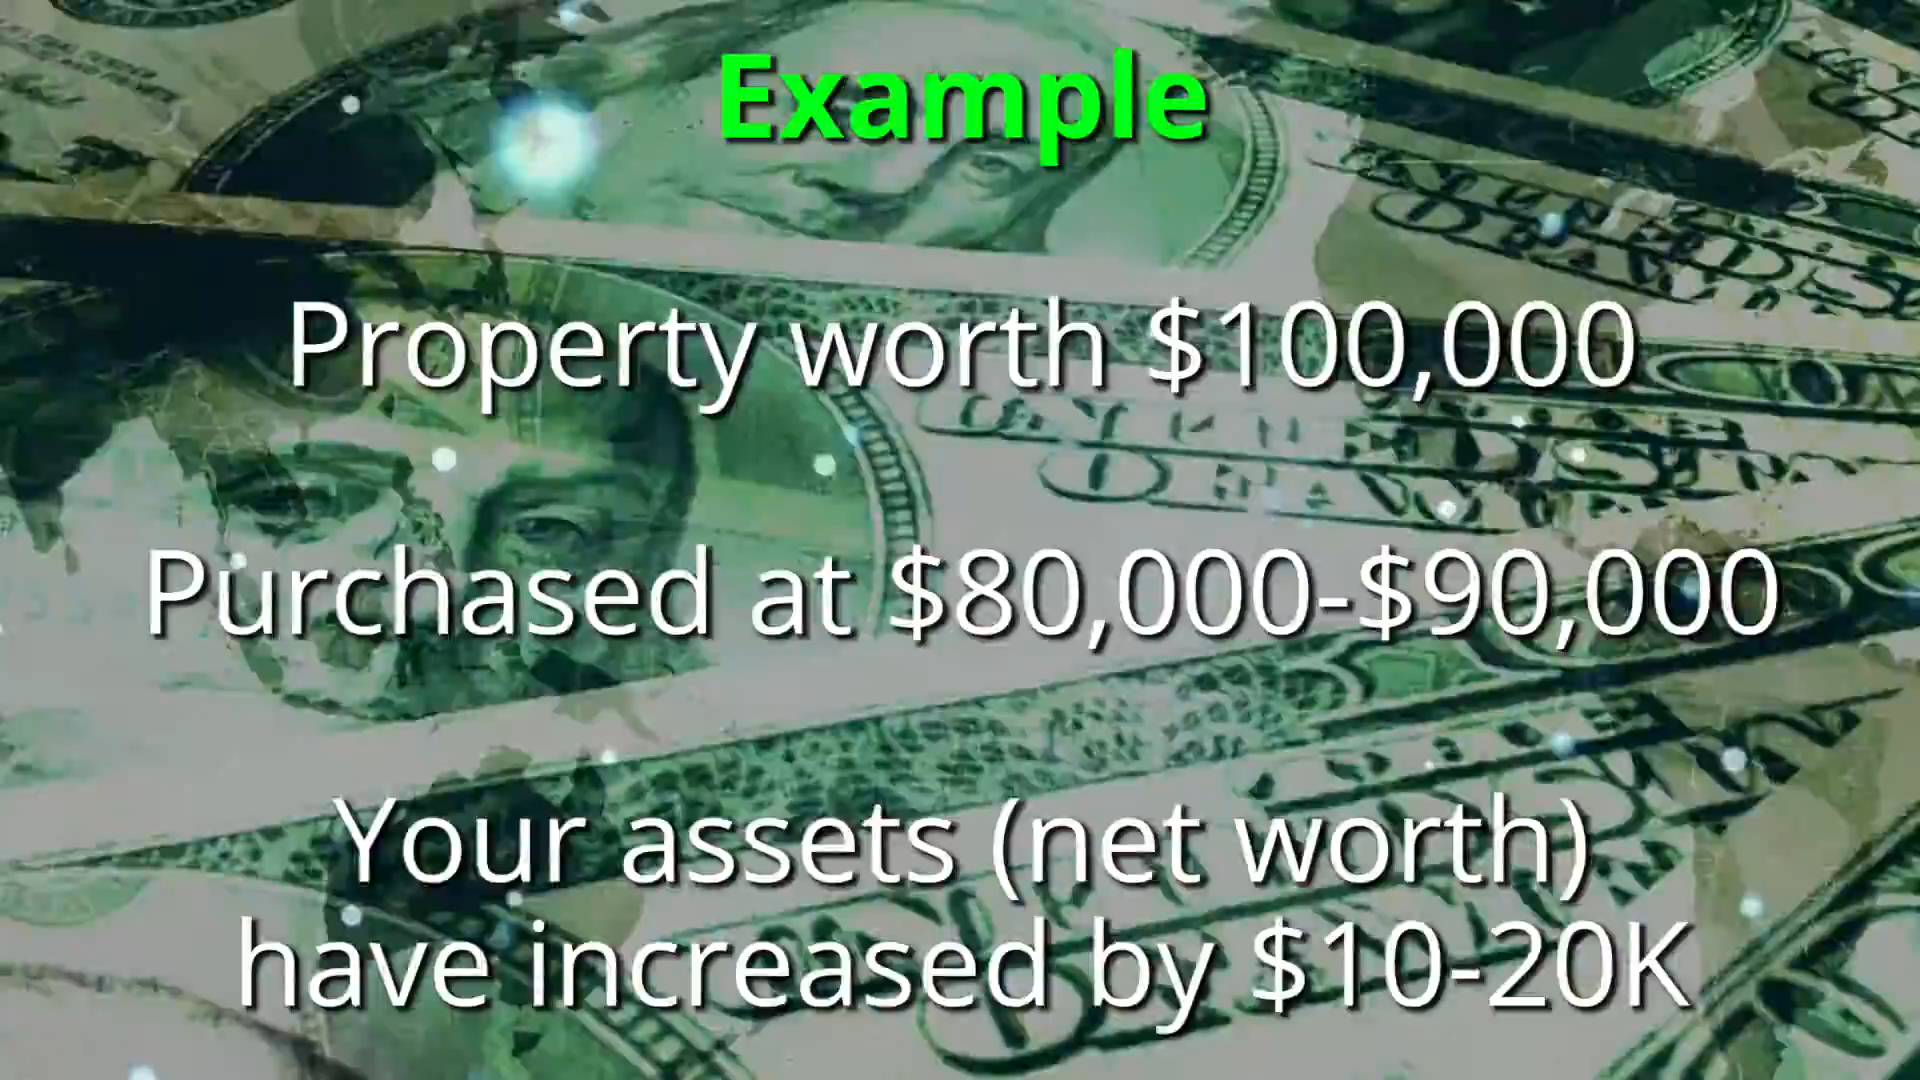 Example
Property worth $100,000
Purchased at $80,000-$90,000
Your assets (net worth)
have increased by $10-20K